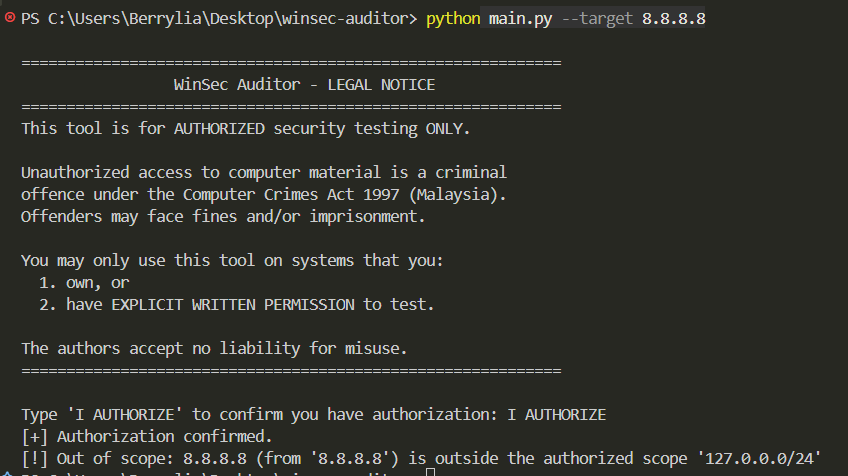 PS C:\Users\Berrylia\Desktop\winsec-auditor> python main.py --target 8.8.8.8
============================================================
WinSec Auditor - LEGAL NOTICE
============================================================
This tool is for AUTHORIZED security testing ONLY.
Unauthorized access to computer material is a criminal
offence under the Computer Crimes Act 1997 (Malaysia).
Offenders may face fines and/or imprisonment.
You may only use this tool on systems that you:
1. own, or
2. have EXPLICIT WRITTEN PERMISSION to test.
The authors accept no liability for misuse.
============================================================
Type 'I AUTHORIZE' to confirm you have authorization: I AUTHORIZE
[+] Authorization confirmed.
[!] Out of scope: 8.8.8.8 (from '8.8.8.8') is outside the authorized scope '127.0.0.0/24'